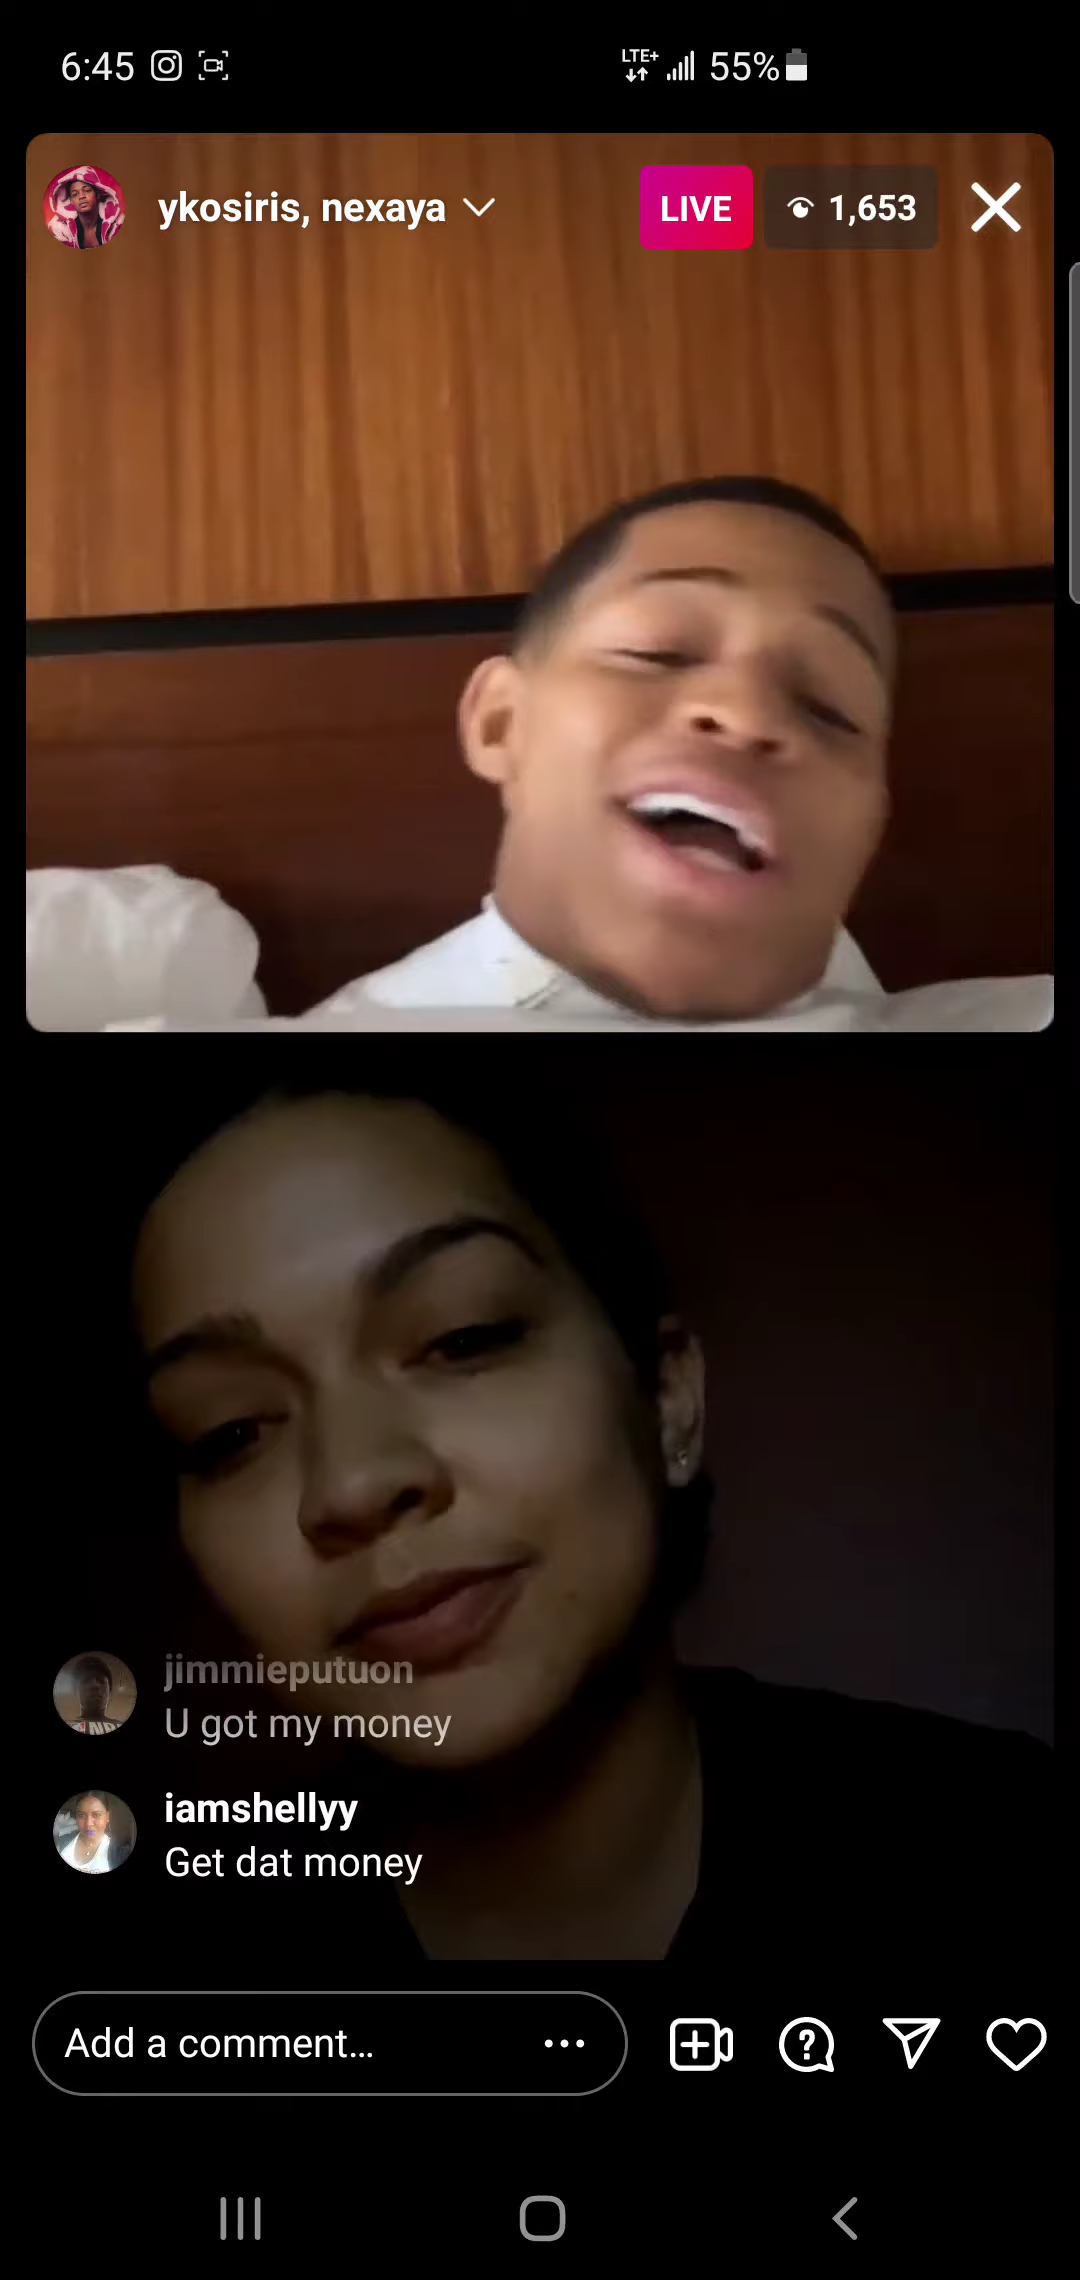 6:45
LTE+ 55%
ykosiris, nexaya
LIVE
1,653
jimmieputuon
U got my money
iamshellyy
Get dat money
Add a comment...